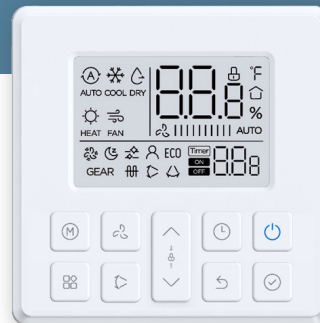 A 88.8 °F
AUTO COOL DRY
%
HEAT FAN AUTO
ECO Timer
ON
GEAR OFF 888
M